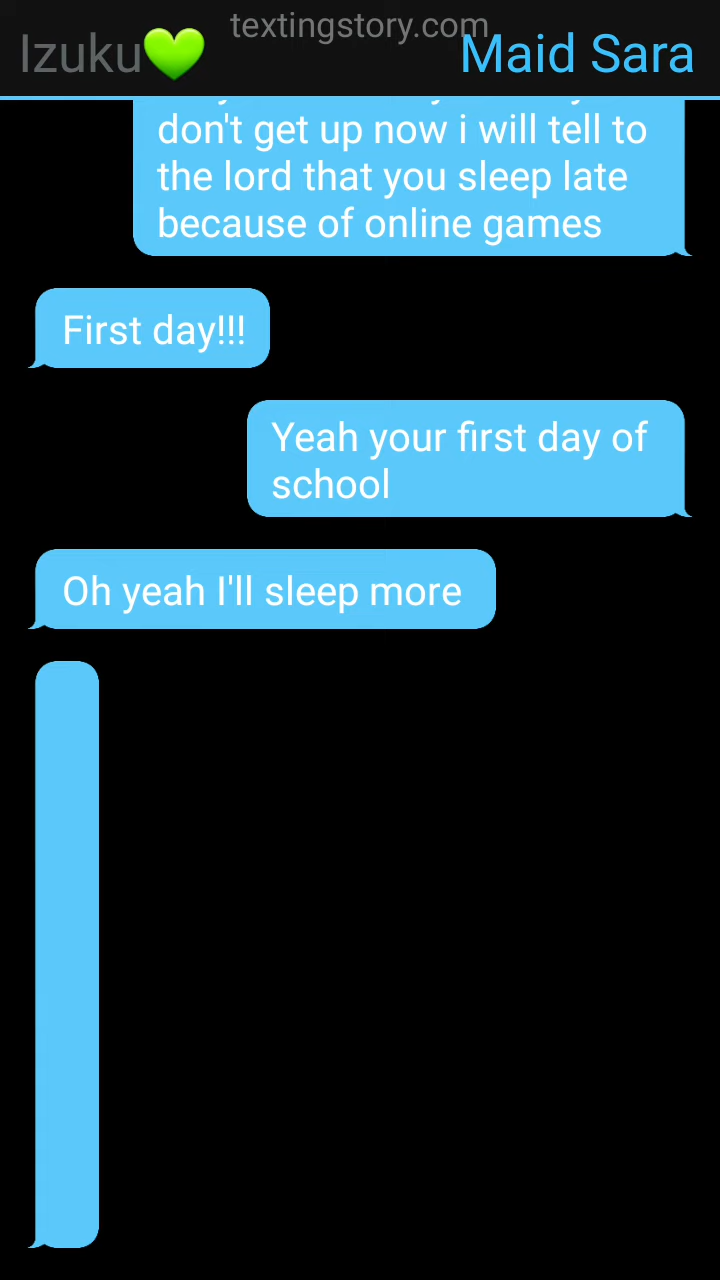 textingstory.com
Izuku💚 Maid Sara
don't get up now i will tell to
the lord that you sleep late
because of online games
First day!!!
Yeah your first day of
school
Oh yeah I'll sleep more